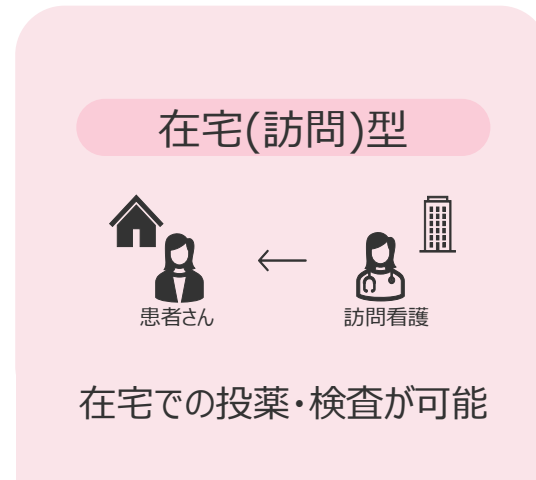 在宅(訪問)型
患者さん
訪問看護
在宅での投薬・検査が可能